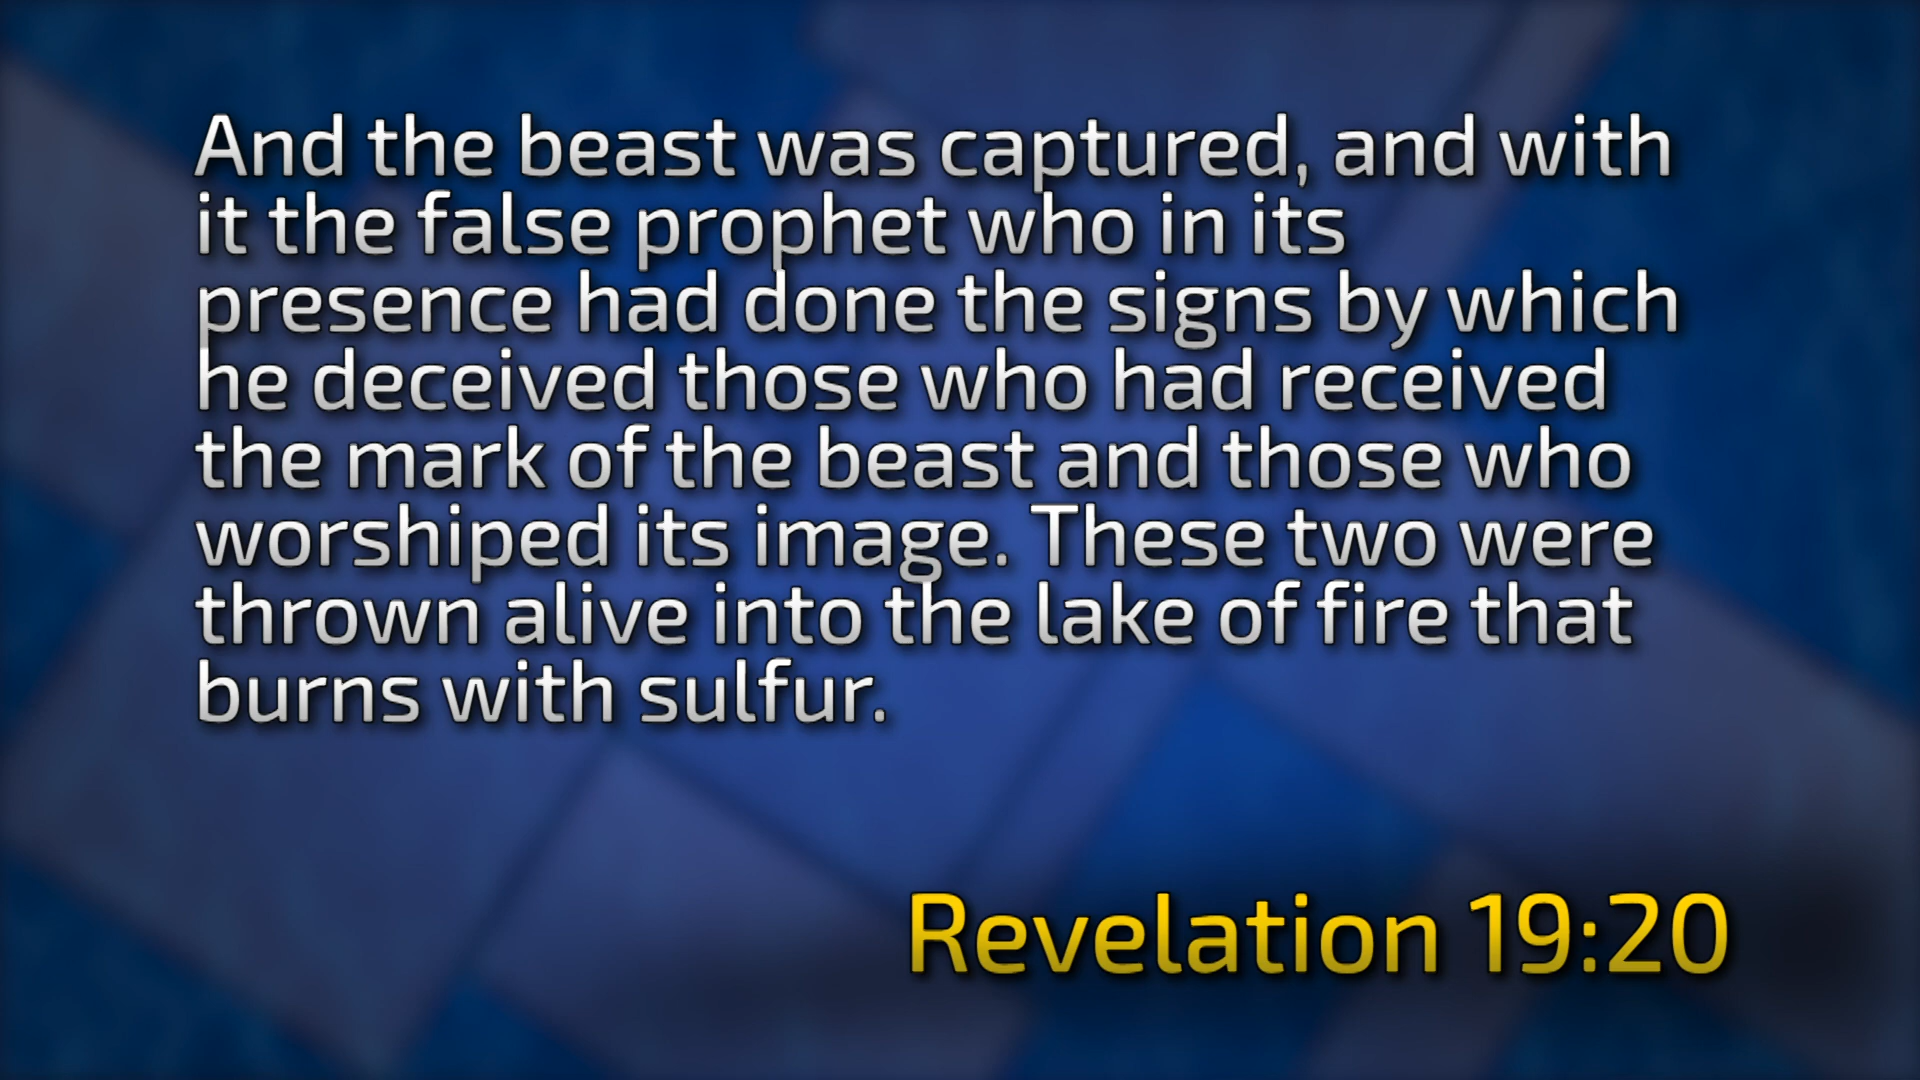 And the beast was captured, and with
it the false prophet who in its
presence had done the signs by which
he deceived those who had received
the mark of the beast and those who
worshiped its image. These two were
thrown alive into the lake of fire that
burns with sulfur.
Revelation 19:20